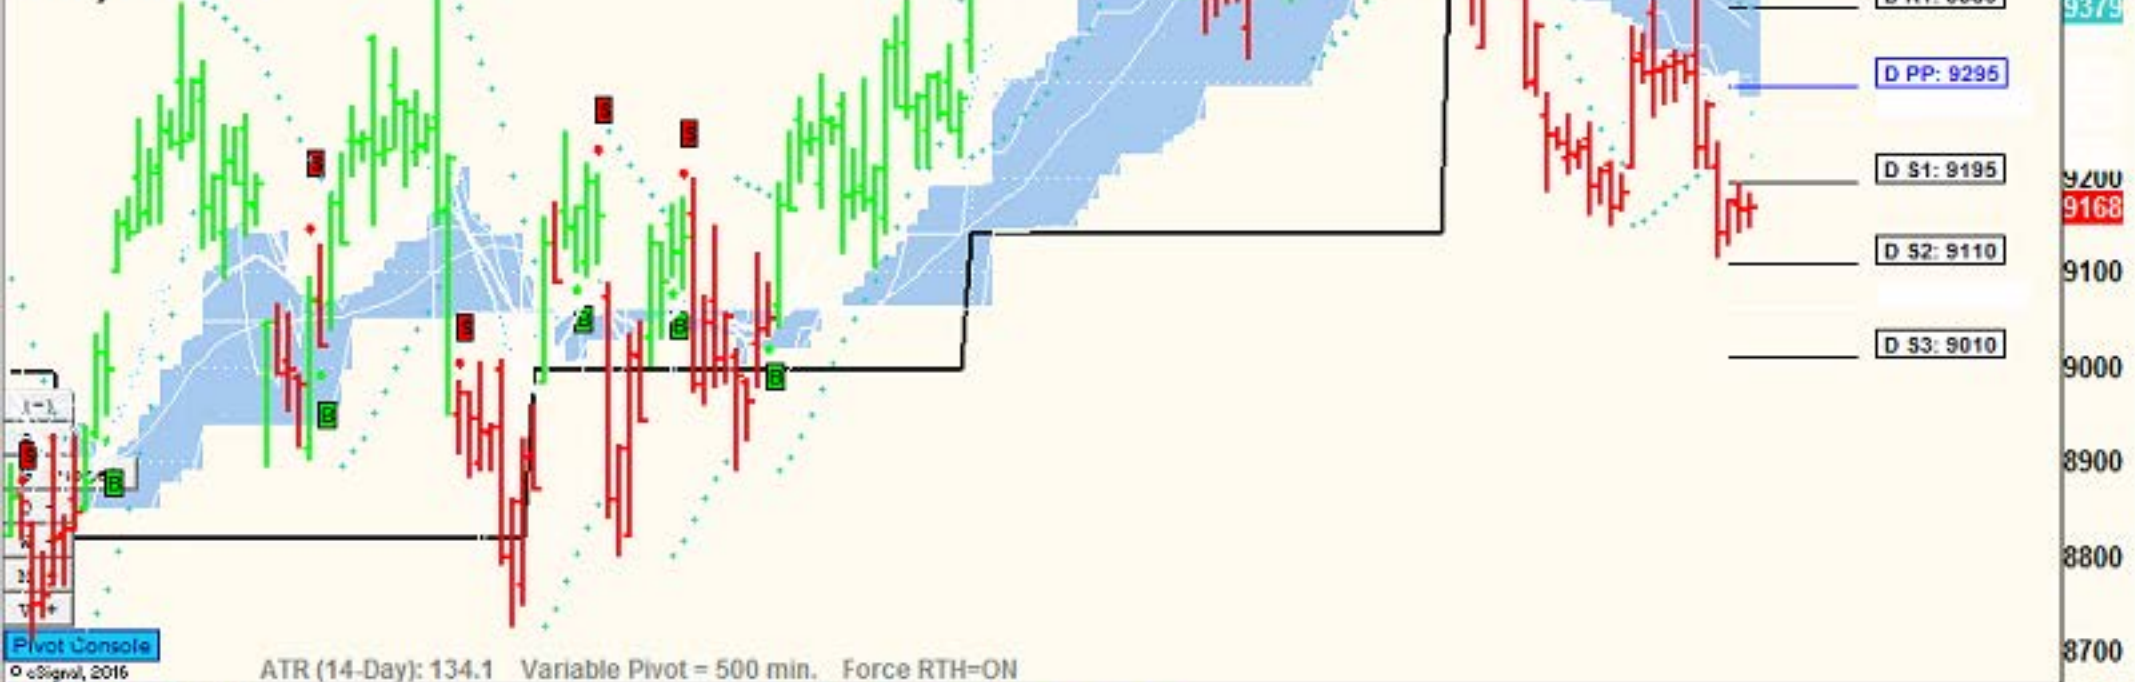 9379
D PP: 9295
D S1: 9195
9200
9168
D S2: 9110
9100
D S3: 9010
9000
S
S
S
S
S
B
B
B
B
B
8900
8800
8700
Pivot Console
© eSignal, 2016
ATR (14-Day): 134.1 Variable Pivot = 500 min. Force RTH=ON